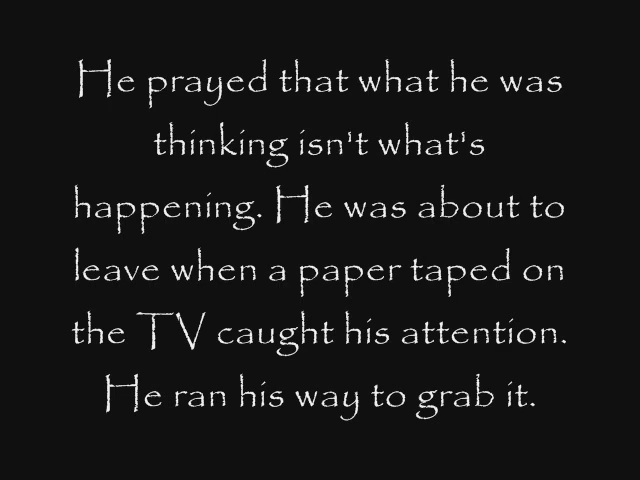 He prayed that what he was
thinking isn't what's
happening. He was about to
leave when a paper taped on
the TV caught his attention.
He ran his way to grab it.